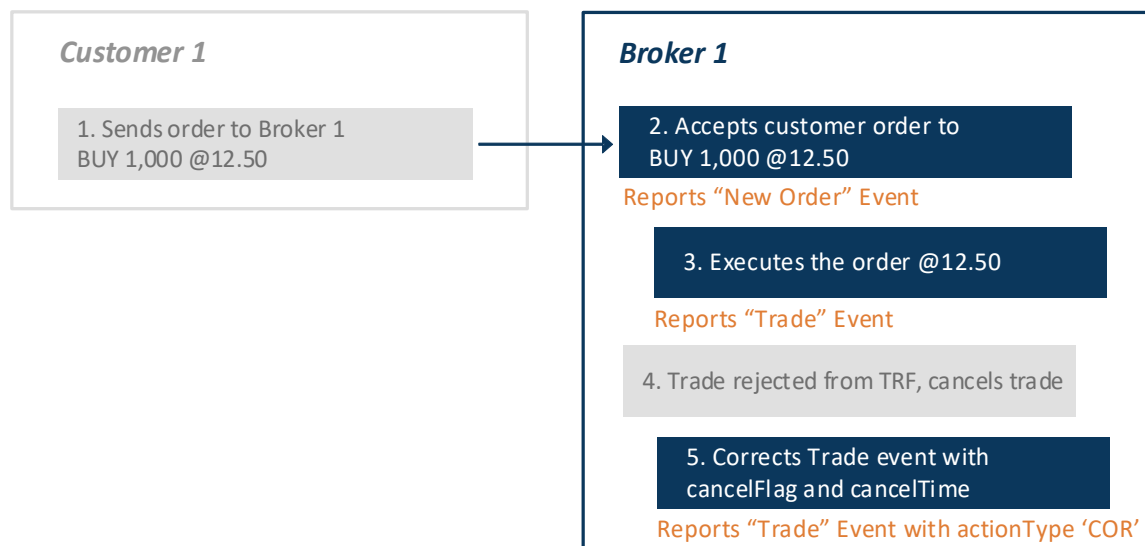 Customer 1
1. Sends order to Broker 1
BUY 1,000 @12.50
Broker 1
2. Accepts customer order to
BUY 1,000 @12.50
Reports “New Order” Event
3. Executes the order @12.50
Reports “Trade” Event
4. Trade rejected from TRF, cancels trade
5. Corrects Trade event with
cancelFlag and cancelTime
Reports “Trade” Event with actionType ‘COR’